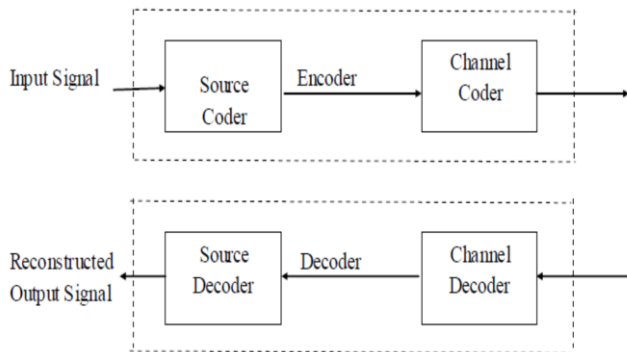 Input Signal
Source
Coder
Encoder
Channel
Coder
Reconstructed
Output Signal
Source
Decoder
Decoder
Channel
Decoder